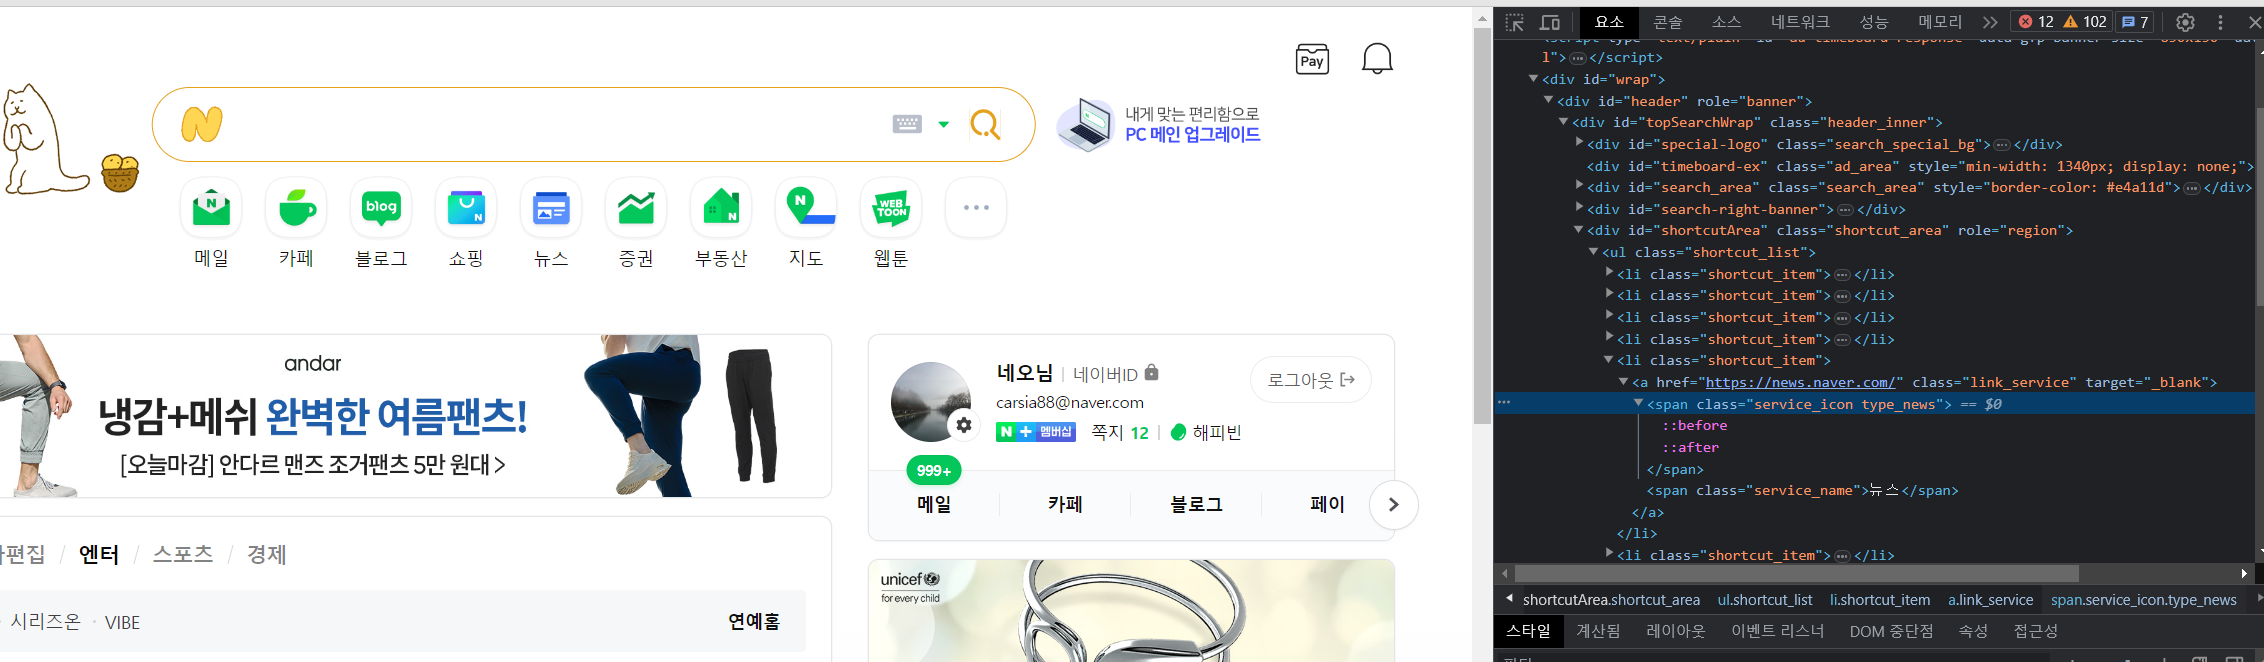 Pay
N
내게 맞는 편리함으로
PC 메인 업그레이드
N
blog
N
N
N
WEB
TOON
메일
카페
블로그
쇼핑
뉴스
증권
부동산
지도
웹툰
andar
냉감+메쉬 완벽한 여름팬츠!
[오늘마감] 안다르 맨즈 조거팬츠 5만 원대 >
네오님 | 네이버ID
로그아웃
carsia88@naver.com
N + 멤버십 쪽지 12 | 해피빈
999+
메일
카페
블로그
페이
편집 / 엔터 / 스포츠 / 경제
시리즈온 · VIBE
연예홈
unicef
for every child
요소
콘솔
소스
네트워크
성능
메모리
12
102
7
l"></script>
<div id="wrap">
<div id="header" role="banner">
<div id="topSearchWrap" class="header_inner">
<div id="special-logo" class="search_special_bg">…</div>
<div id="timeboard-ex" class="ad_area" style="min-width: 1340px; display: none;">
<div id="search_area" class="search_area" style="border-color: #e4a11d">…</div>
<div id="search-right-banner">…</div>
<div id="shortcutArea" class="shortcut_area" role="region">
<ul class="shortcut_list">
<li class="shortcut_item">…</li>
<li class="shortcut_item">…</li>
<li class="shortcut_item">…</li>
<li class="shortcut_item">…</li>
<li class="shortcut_item">
<a href="https://news.naver.com/" class="link_service" target="_blank">
<span class="service_icon type_news"> == $0
::before
::after
</span>
<span class="service_name">뉴스</span>
</a>
</li>
<li class="shortcut_item">…</li>
shortcutArea.shortcut_area
ul.shortcut_list
li.shortcut_item
a.link_service
span.service_icon.type_news
스타일
계산됨
레이아웃
이벤트 리스너
DOM 중단점
속성
접근성